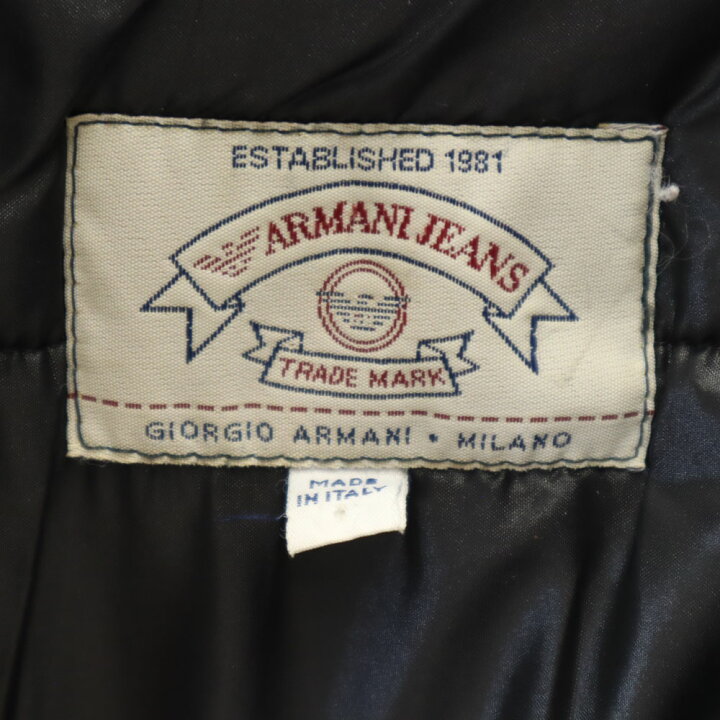 ESTABLISHED 1981
ARMANI JEANS
TRADE MARK
GIORGIO ARMANI • MILANO
MADE
IN ITALY